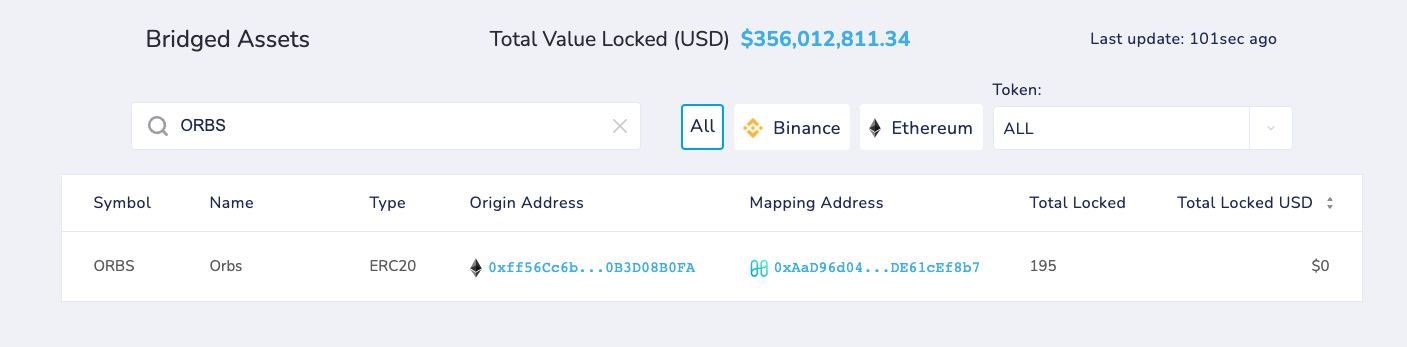 Bridged Assets
Total Value Locked (USD) $356,012,811.34
Last update: 101sec ago
Token:
ORBS
All
Binance
Ethereum
ALL
Symbol Name Type Origin Address Mapping Address Total Locked Total Locked USD
ORBS Orbs ERC20 0xff56Cc6b...0B3D08B0FA 0xAaD96d04...DE61cEf8b7 195 $0